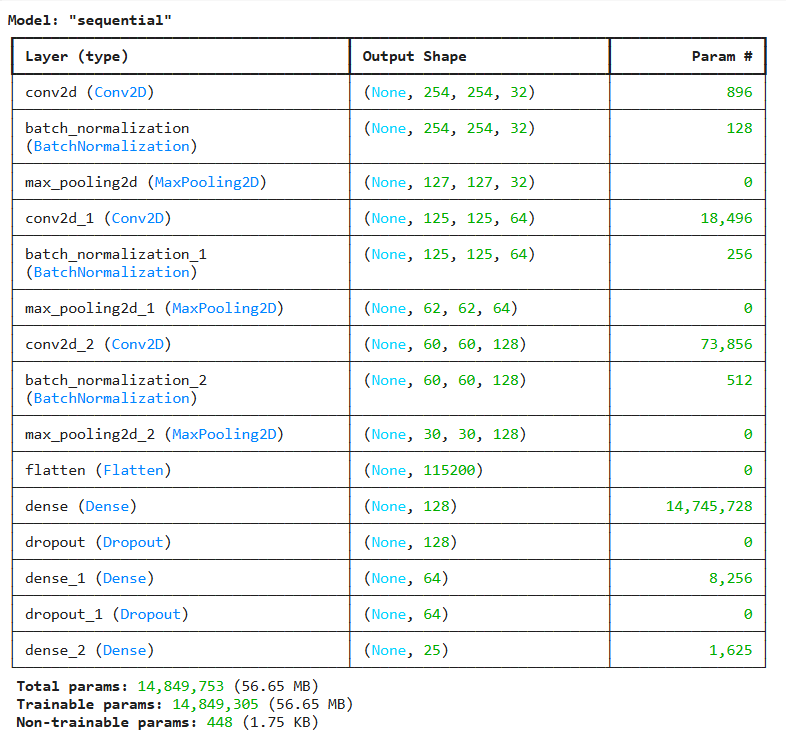 Model: "sequential"
Layer (type) Output Shape Param #
conv2d (Conv2D) (None, 254, 254, 32) 896
batch_normalization (None, 254, 254, 32) 128
(BatchNormalization)
max_pooling2d (MaxPooling2D) (None, 127, 127, 32) 0
conv2d_1 (Conv2D) (None, 125, 125, 64) 18,496
batch_normalization_1 (None, 125, 125, 64) 256
(BatchNormalization)
max_pooling2d_1 (MaxPooling2D) (None, 62, 62, 64) 0
conv2d_2 (Conv2D) (None, 60, 60, 128) 73,856
batch_normalization_2 (None, 60, 60, 128) 512
(BatchNormalization)
max_pooling2d_2 (MaxPooling2D) (None, 30, 30, 128) 0
flatten (Flatten) (None, 115200) 0
dense (Dense) (None, 128) 14,745,728
dropout (Dropout) (None, 128) 0
dense_1 (Dense) (None, 64) 8,256
dropout_1 (Dropout) (None, 64) 0
dense_2 (Dense) (None, 25) 1,625
Total params: 14,849,753 (56.65 MB)
Trainable params: 14,849,305 (56.65 MB)
Non-trainable params: 448 (1.75 KB)